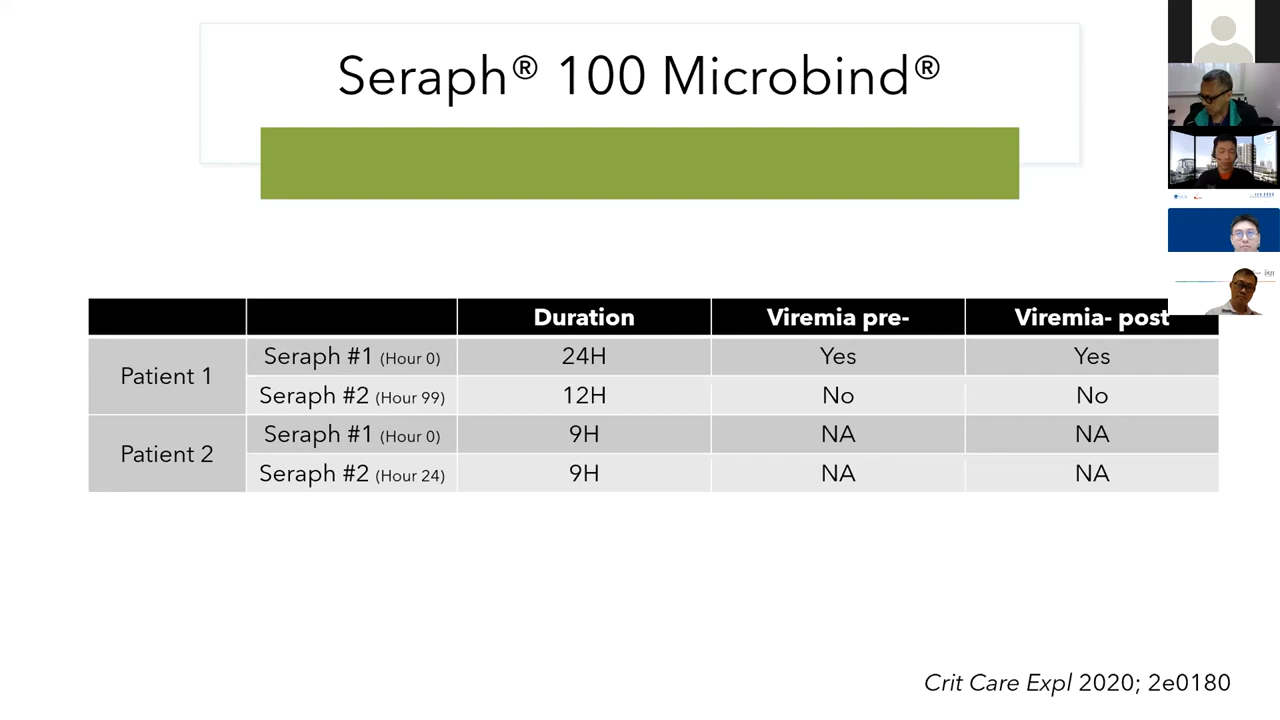 Seraph® 100 Microbind®
Duration Viremia pre- Viremia- post
Patient 1
Seraph #1 (Hour 0) 24H Yes Yes
Seraph #2 (Hour 99) 12H No No
Patient 2
Seraph #1 (Hour 0) 9H NA NA
Seraph #2 (Hour 24) 9H NA NA
Crit Care Expl 2020; 2e0180